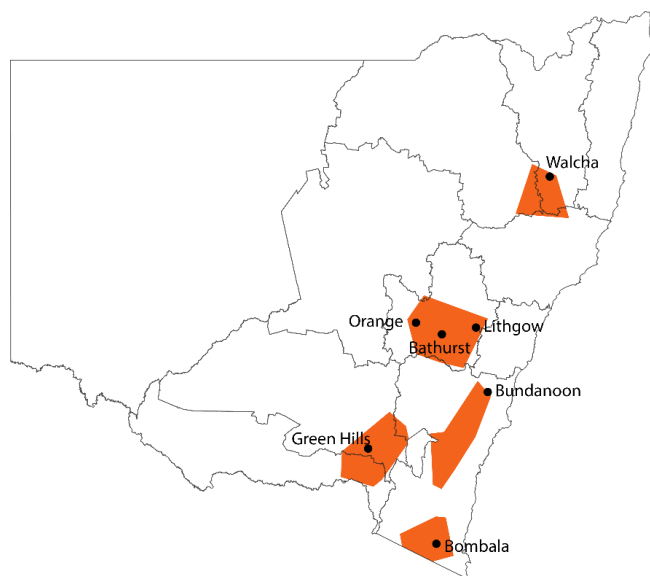 Walcha
Orange
Lithgow
Bathurst
Bundanoon
Green Hills
Bombala